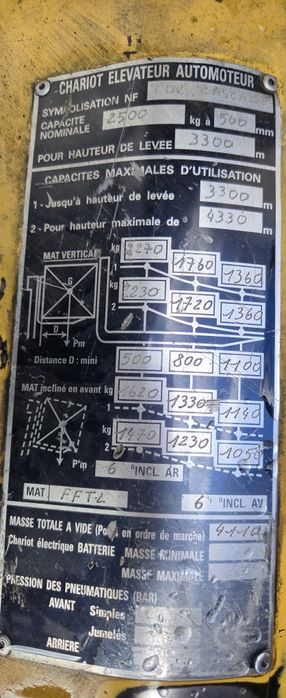 CHARIOT ELEVATEUR AUTOMOTEUR
SYMBOLISATION NF
CAPACITE NOMINALE 2500 kg à 500 mm
POUR HAUTEUR DE LEVEE 3300 m
CAPACITES MAXIMALES D'UTILISATION
1 - Jusqu'à hauteur de levée 3300 m
2 - Pour hauteur maximale de 4330 m
MAT VERTICAL kg 2270 1760 1360
1
kg 2230 1720 1360
2
G
D Pm
Distance D : mini 500 800 1100
MAT incliné en avant kg 1620 1330 1140
1
kg 1470 1230 1050
2
P'm
6 °INCL AR
MAT FFTL 6 °INCL AV
MASSE TOTALE A VIDE en ordre de marche) 4110
Chariot électrique BATTERIE MASSE MINIMALE
MASSE MAXIMALE
PRESSION DES PNEUMATIQUES (BAR)
AVANT Simples
Jumelés
ARRIERE